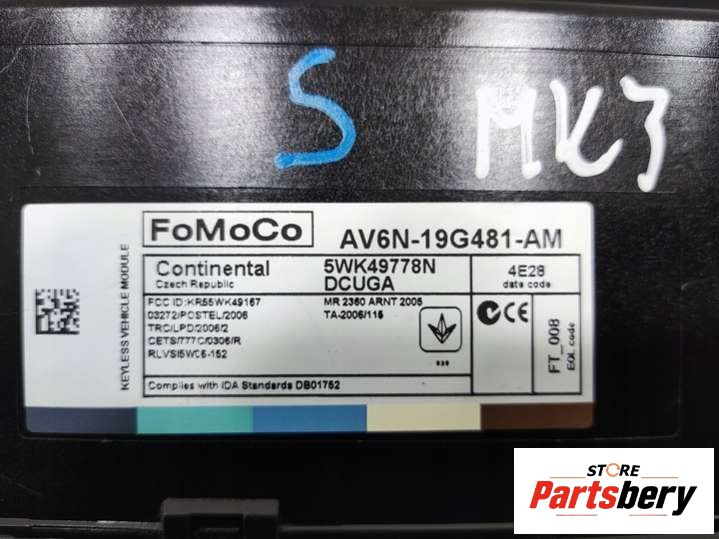 S MK3
KEYLESS VEHICLE MODULE
FoMoCo AV6N-19G481-AM
Continental 5WK49778N 4E28
Czech Republic DCUGA date code
FCC ID:KR55WK49167 MR 2360 ARNT 2005
03272/POSTEL/2006 TA-2006/115
TRC/LPD/2006/2
CETS/777C/0306/R
RLVSI5WC6-152
N CE
FT_008
EOL code
Complies with IDA Standards DB01752
STORE
Partsbery